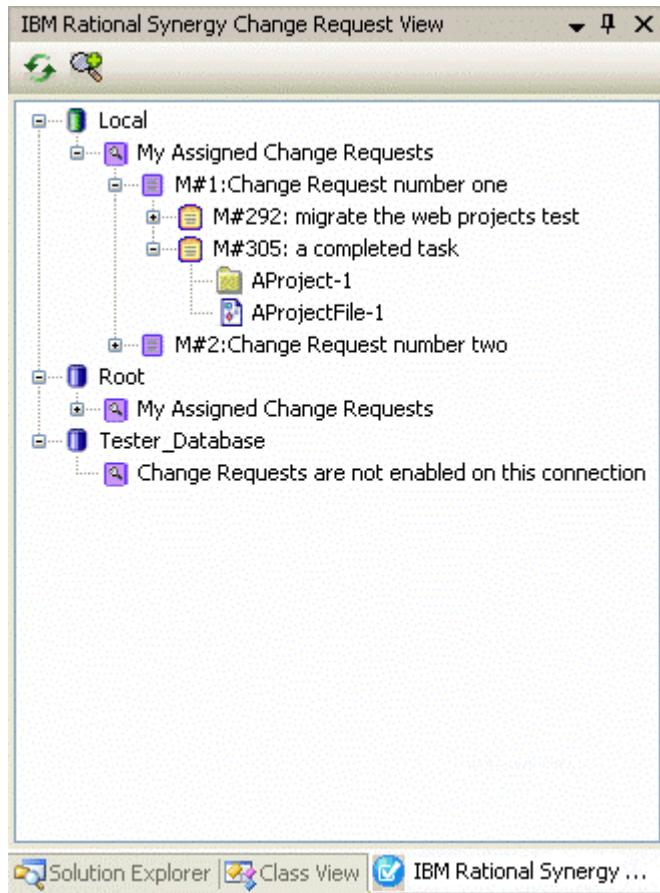 IBM Rational Synergy Change Request View
Local
My Assigned Change Requests
M#1:Change Request number one
M#292: migrate the web projects test
M#305: a completed task
AProject-1
AProjectFile-1
M#2:Change Request number two
Root
My Assigned Change Requests
Tester_Database
Change Requests are not enabled on this connection
Solution Explorer Class View IBM Rational Synergy ...